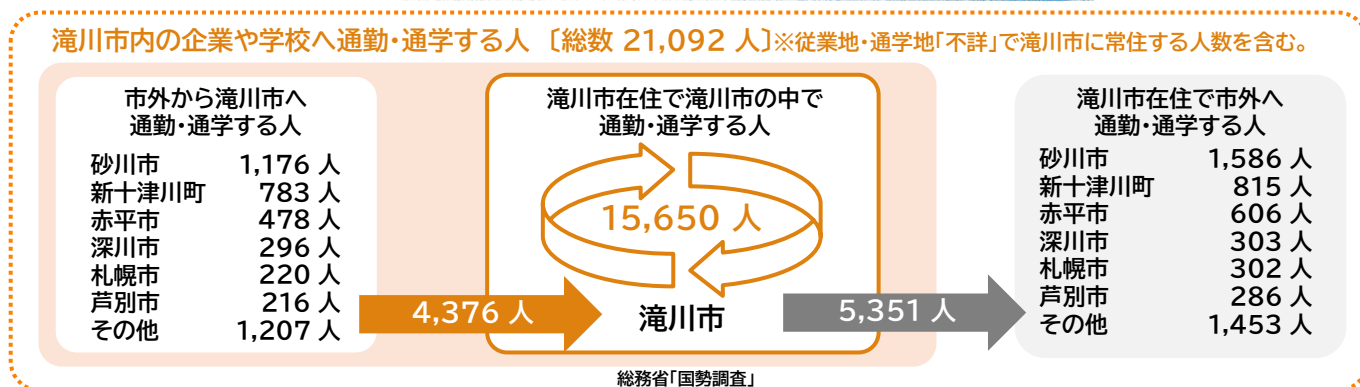 滝川市内の企業や学校へ通勤・通学する人 〔総数 21,092 人〕※従業地・通学地「不詳」で滝川市に常住する人数を含む。
市外から滝川市へ
通勤・通学する人
砂川市 1,176 人
新十津川町 783 人
赤平市 478 人
深川市 296 人
札幌市 220 人
芦別市 216 人
その他 1,207 人
4,376 人
滝川市在住で滝川市の中で
通勤・通学する人
15,650 人
滝川市
5,351 人
滝川市在住で市外へ
通勤・通学する人
砂川市 1,586 人
新十津川町 815 人
赤平市 606 人
深川市 303 人
札幌市 302 人
芦別市 286 人
その他 1,453 人
総務省「国勢調査」